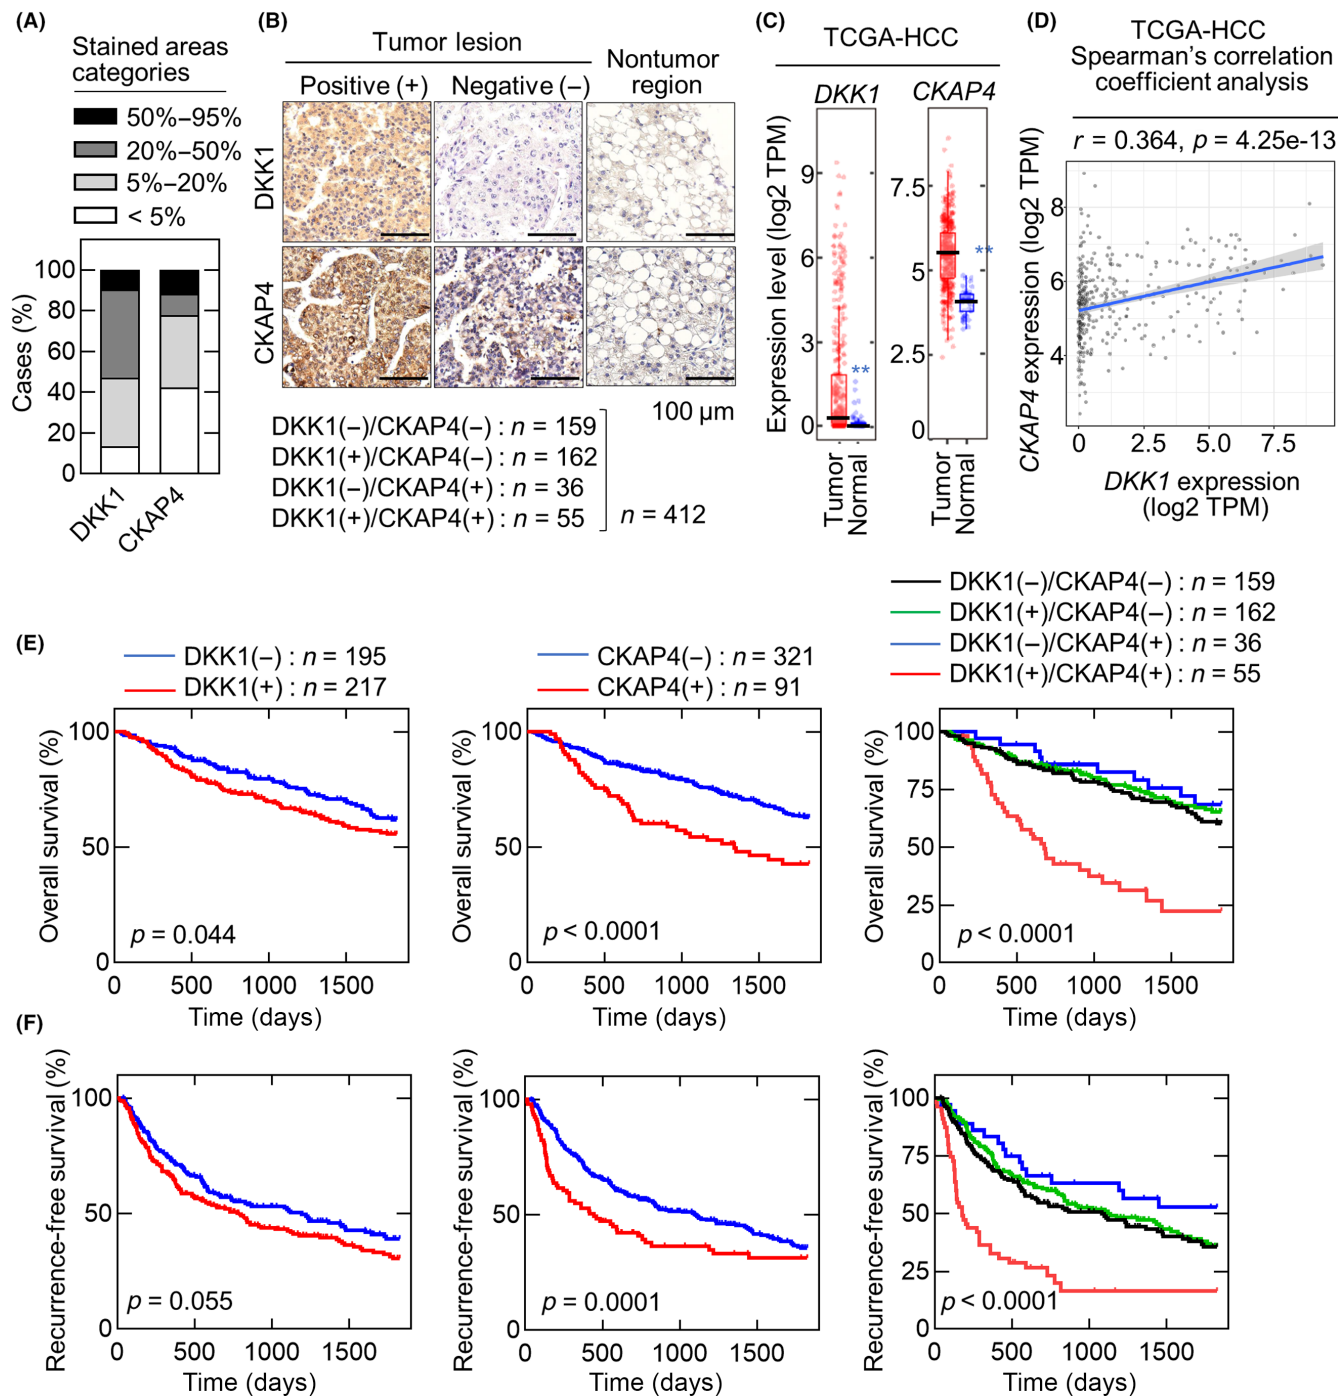 (A)
Stained areas
categories
50%–95%
20%–50%
5%–20%
< 5%
Cases (%)
100
80
60
40
20
0
DKK1
CKAP4
(B)
Tumor lesion
Nontumor
region
Positive (+)
Negative (–)
DKK1
CKAP4
100 μm
DKK1(–)/CKAP4(–) : n = 159
DKK1(+)/CKAP4(–) : n = 162
DKK1(–)/CKAP4(+) : n = 36
DKK1(+)/CKAP4(+) : n = 55
n = 412
(C)
TCGA-HCC
DKK1
CKAP4
Expression level (log2 TPM)
9
6
3
0
**
7.5
5
2.5
0
**
Tumor
Normal
Tumor
Normal
(D)
TCGA-HCC
Spearman's correlation
coefficient analysis
r = 0.364, p = 4.25e-13
CKAP4 expression (log2 TPM)
8
6
4
0
2.5
5.0
7.5
DKK1 expression
(log2 TPM)
(E)
DKK1(–) : n = 195
DKK1(+) : n = 217
Overall survival (%)
100
50
0
p = 0.044
0 500 1000 1500
Time (days)
CKAP4(–) : n = 321
CKAP4(+) : n = 91
Overall survival (%)
100
50
0
p < 0.0001
0 500 1000 1500
Time (days)
DKK1(–)/CKAP4(–) : n = 159
DKK1(+)/CKAP4(–) : n = 162
DKK1(–)/CKAP4(+) : n = 36
DKK1(+)/CKAP4(+) : n = 55
Overall survival (%)
100
75
50
25
0
p < 0.0001
0 500 1000 1500
Time (days)
(F)
Recurrence-free survival (%)
100
50
0
p = 0.055
0 500 1000 1500
Time (days)
Recurrence-free survival (%)
100
50
0
p = 0.0001
0 500 1000 1500
Time (days)
Recurrence-free survival (%)
100
75
50
25
0
p < 0.0001
0 500 1000 1500
Time (days)